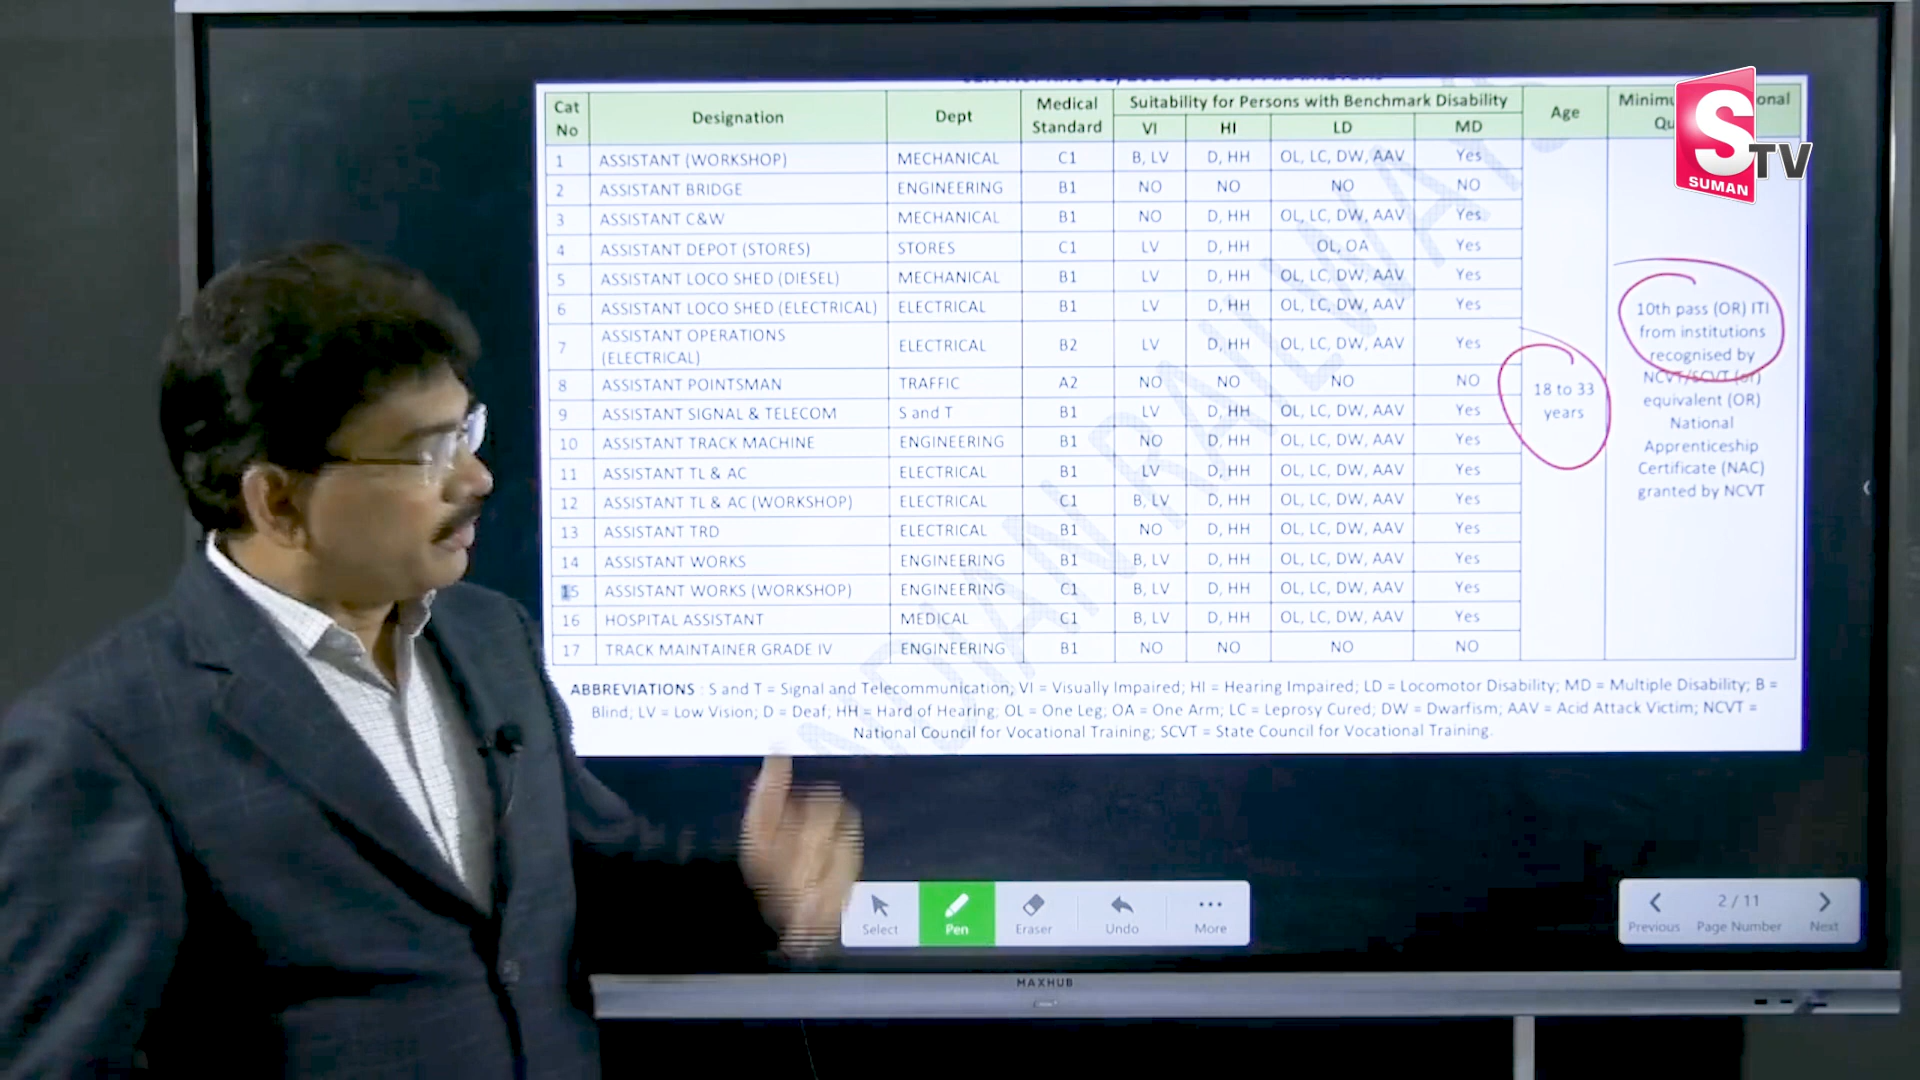 Cat No | Designation | Dept | Medical Standard | Suitability for Persons with Benchmark Disability | Age
VI | HI | LD | MD
1 | ASSISTANT (WORKSHOP) | MECHANICAL | C1 | B, LV | D, HH | OL, LC, DW, AAV | Yes
2 | ASSISTANT BRIDGE | ENGINEERING | B1 | NO | NO | NO | NO
3 | ASSISTANT C&W | MECHANICAL | B1 | NO | D, HH | OL, LC, DW, AAV | Yes
4 | ASSISTANT DEPOT (STORES) | STORES | C1 | LV | D, HH | OL, OA | Yes
5 | ASSISTANT LOCO SHED (DIESEL) | MECHANICAL | B1 | LV | D, HH | OL, LC, DW, AAV | Yes
6 | ASSISTANT LOCO SHED (ELECTRICAL) | ELECTRICAL | B1 | LV | D, HH | OL, LC, DW, AAV | Yes
7 | ASSISTANT OPERATIONS (ELECTRICAL) | ELECTRICAL | B2 | LV | D, HH | OL, LC, DW, AAV | Yes
8 | ASSISTANT POINTSMAN | TRAFFIC | A2 | NO | NO | NO | NO
9 | ASSISTANT SIGNAL & TELECOM | S and T | B1 | LV | D, HH | OL, LC, DW, AAV | Yes
10 | ASSISTANT TRACK MACHINE | ENGINEERING | B1 | NO | D, HH | OL, LC, DW, AAV | Yes
11 | ASSISTANT TL & AC | ELECTRICAL | B1 | LV | D, HH | OL, LC, DW, AAV | Yes
12 | ASSISTANT TL & AC (WORKSHOP) | ELECTRICAL | C1 | B, LV | D, HH | OL, LC, DW, AAV | Yes
13 | ASSISTANT TRD | ELECTRICAL | B1 | NO | D, HH | OL, LC, DW, AAV | Yes
14 | ASSISTANT WORKS | ENGINEERING | B1 | B, LV | D, HH | OL, LC, DW, AAV | Yes
15 | ASSISTANT WORKS (WORKSHOP) | ENGINEERING | C1 | B, LV | D, HH | OL, LC, DW, AAV | Yes
16 | HOSPITAL ASSISTANT | MEDICAL | C1 | B, LV | D, HH | OL, LC, DW, AAV | Yes
17 | TRACK MAINTAINER GRADE IV | ENGINEERING | B1 | NO | NO | NO | NO
18 to 33
years
10th pass (OR) ITI
from institutions
recognised by
NCVT/SCVT (or)
equivalent (OR)
National
Apprenticeship
Certificate (NAC)
granted by NCVT
ABBREVIATIONS : S and T = Signal and Telecommunication; VI = Visually Impaired; HI = Hearing Impaired; LD = Locomotor Disability; MD = Multiple Disability; B =
Blind; LV = Low Vision; D = Deaf; HH = Hard of Hearing; OL = One Leg; OA = One Arm; LC = Leprosy Cured; DW = Dwarfism; AAV = Acid Attack Victim; NCVT =
National Council for Vocational Training; SCVT = State Council for Vocational Training.
INDIAN RAILWAYS
S TV
SUMAN
Select
Pen
Eraser
Undo
More
2 / 11
Previous
Page Number
Next
MAXHUB